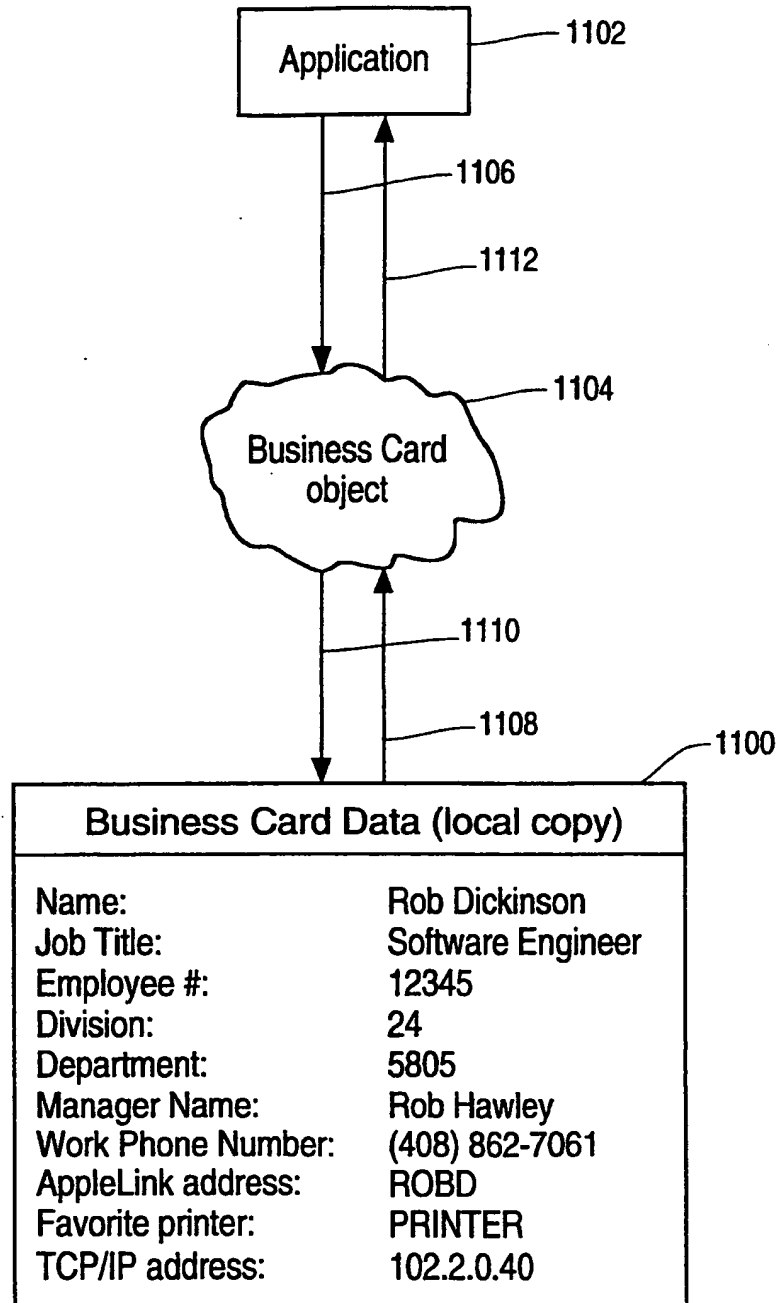 Application
1102
1106
1112
1104
Business Card
object
1110
1108
1100
Business Card Data (local copy)
Name: Rob Dickinson
Job Title: Software Engineer
Employee #: 12345
Division: 24
Department: 5805
Manager Name: Rob Hawley
Work Phone Number: (408) 862-7061
AppleLink address: ROBD
Favorite printer: PRINTER
TCP/IP address: 102.2.0.40